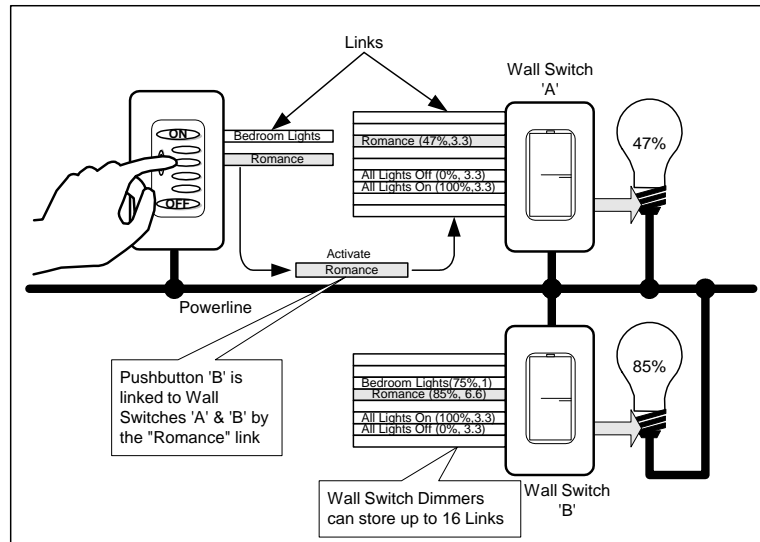 Links
Wall Switch
'A'
ON
Bedroom Lights
Romance
OFF
Romance (47%,3.3)
All Lights Off (0%, 3.3)
All Lights On (100%,3.3)
47%
Activate
Romance
Powerline
Pushbutton 'B' is
linked to Wall
Switches 'A' & 'B' by
the "Romance" link
Bedroom Lights(75%,1)
Romance (85%, 6.6)
All Lights On (100%,3.3)
All Lights Off (0%, 3.3)
85%
Wall Switch Dimmers
can store up to 16 Links
Wall Switch
'B'